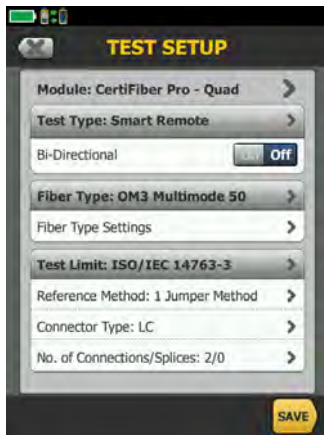 TEST SETUP
Module: CertiFiber Pro - Quad
Test Type: Smart Remote
Bi-Directional
Off
Fiber Type: OM3 Multimode 50
Fiber Type Settings
Test Limit: ISO/IEC 14763-3
Reference Method: 1 Jumper Method
Connector Type: LC
No. of Connections/Splices: 2/0
SAVE